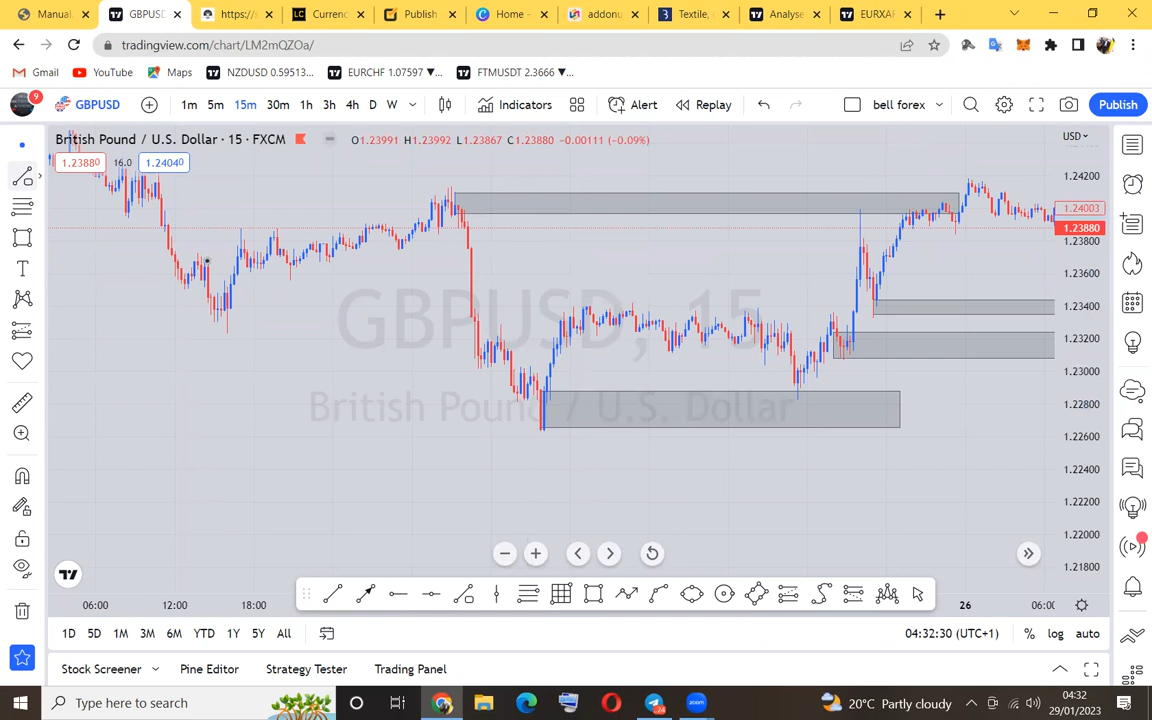 Manual.
GBPUSD
https://s
LC Currenc
Publish
Home -
addonu
Textile,
Analyse
EURXAF
tradingview.com/chart/LM2mQZOa/
Gmail
YouTube
Maps
NZDUSD 0.59513...
EURCHF 1.07597 ▼...
FTMUSDT 2.3666 ▼...
9
GBPUSD
1m 5m 15m 30m 1h 3h 4h D W
Indicators
Alert
Replay
bell forex
Publish
British Pound / U.S. Dollar · 15 · FXCM
O1.23991 H1.23992 L1.23867 C1.23880 −0.00111 (−0.09%)
USD
1.23880 16.0 1.24040
1.24200
1.24003
1.23880
1.23800
1.23600
1.23400
1.23200
1.23000
1.22800
1.22600
1.22400
1.22200
1.22000
1.21800
GBPUSD, 15
British Pound / U.S. Dollar
06:00 12:00 18:00 26 06:00
1D 5D 1M 3M 6M YTD 1Y 5Y All
04:32:30 (UTC+1) % log auto
Stock Screener Pine Editor Strategy Tester Trading Panel
Type here to search
24
zoom
20°C Partly cloudy
04:32
29/01/2023